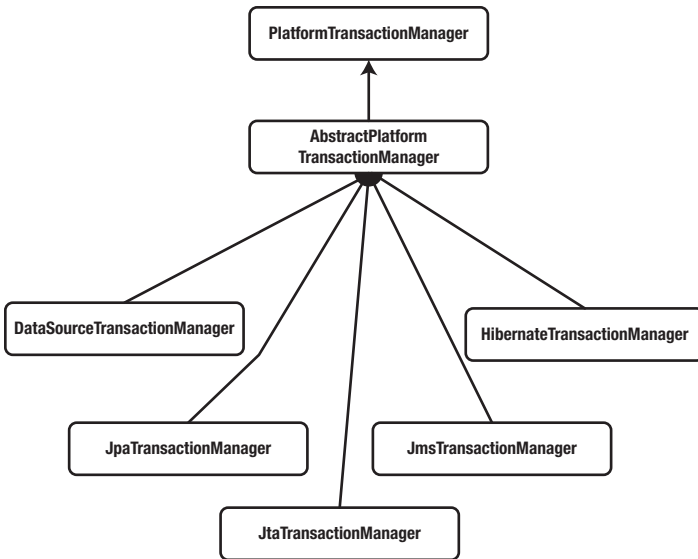 PlatformTransactionManager
AbstractPlatform
TransactionManager
DataSourceTransactionManager
HibernateTransactionManager
JpaTransactionManager
JmsTransactionManager
JtaTransactionManager